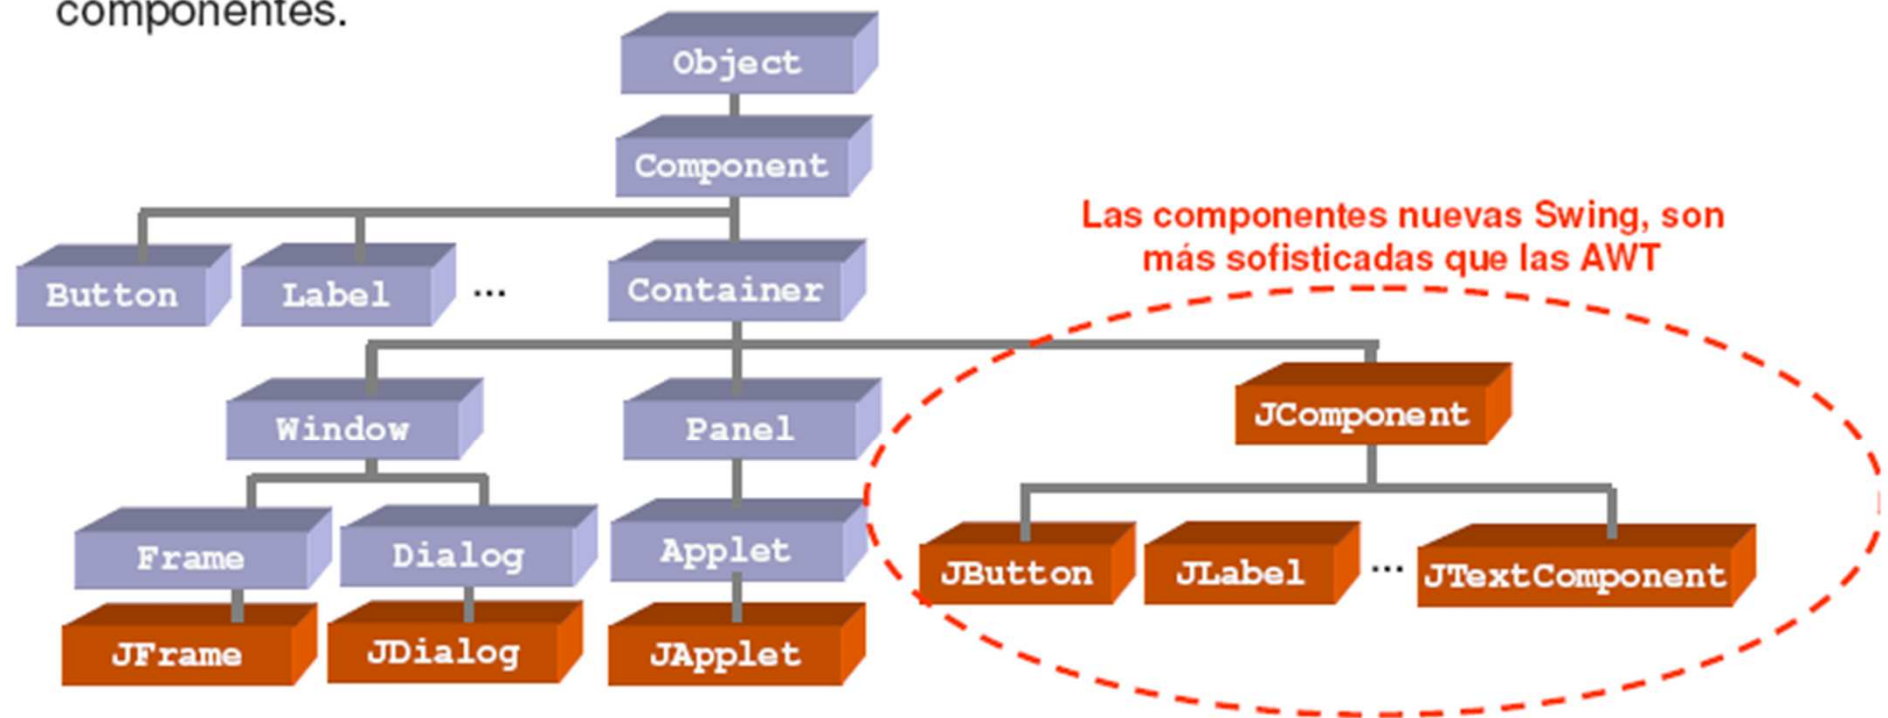 componentes.
Object
Component
Las componentes nuevas Swing, son
más sofisticadas que las AWT
Button Label ... Container
Window Panel JComponent
Frame Dialog Applet JButton JLabel ... JTextComponent
JFrame JDialog JApplet